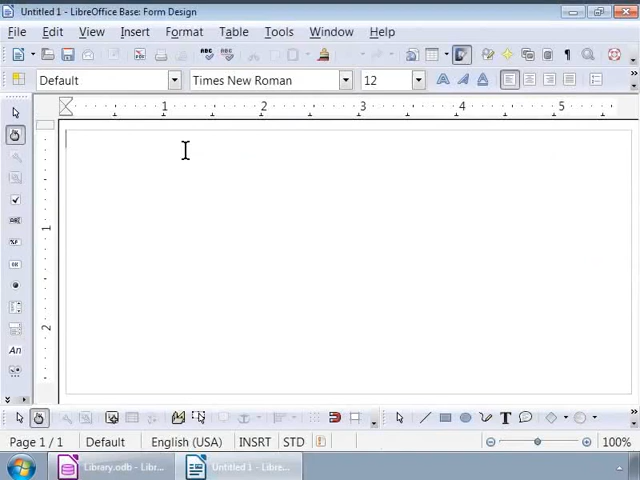 Untitled 1 - LibreOffice Base: Form Design
File Edit View Insert Format Table Tools Window Help
Default Times New Roman 12
1 2 3 4 5
1
2
An
T
Page 1 / 1 Default English (USA) INSRT STD 100%
Library.odb - Libr... Untitled 1 - Libre...